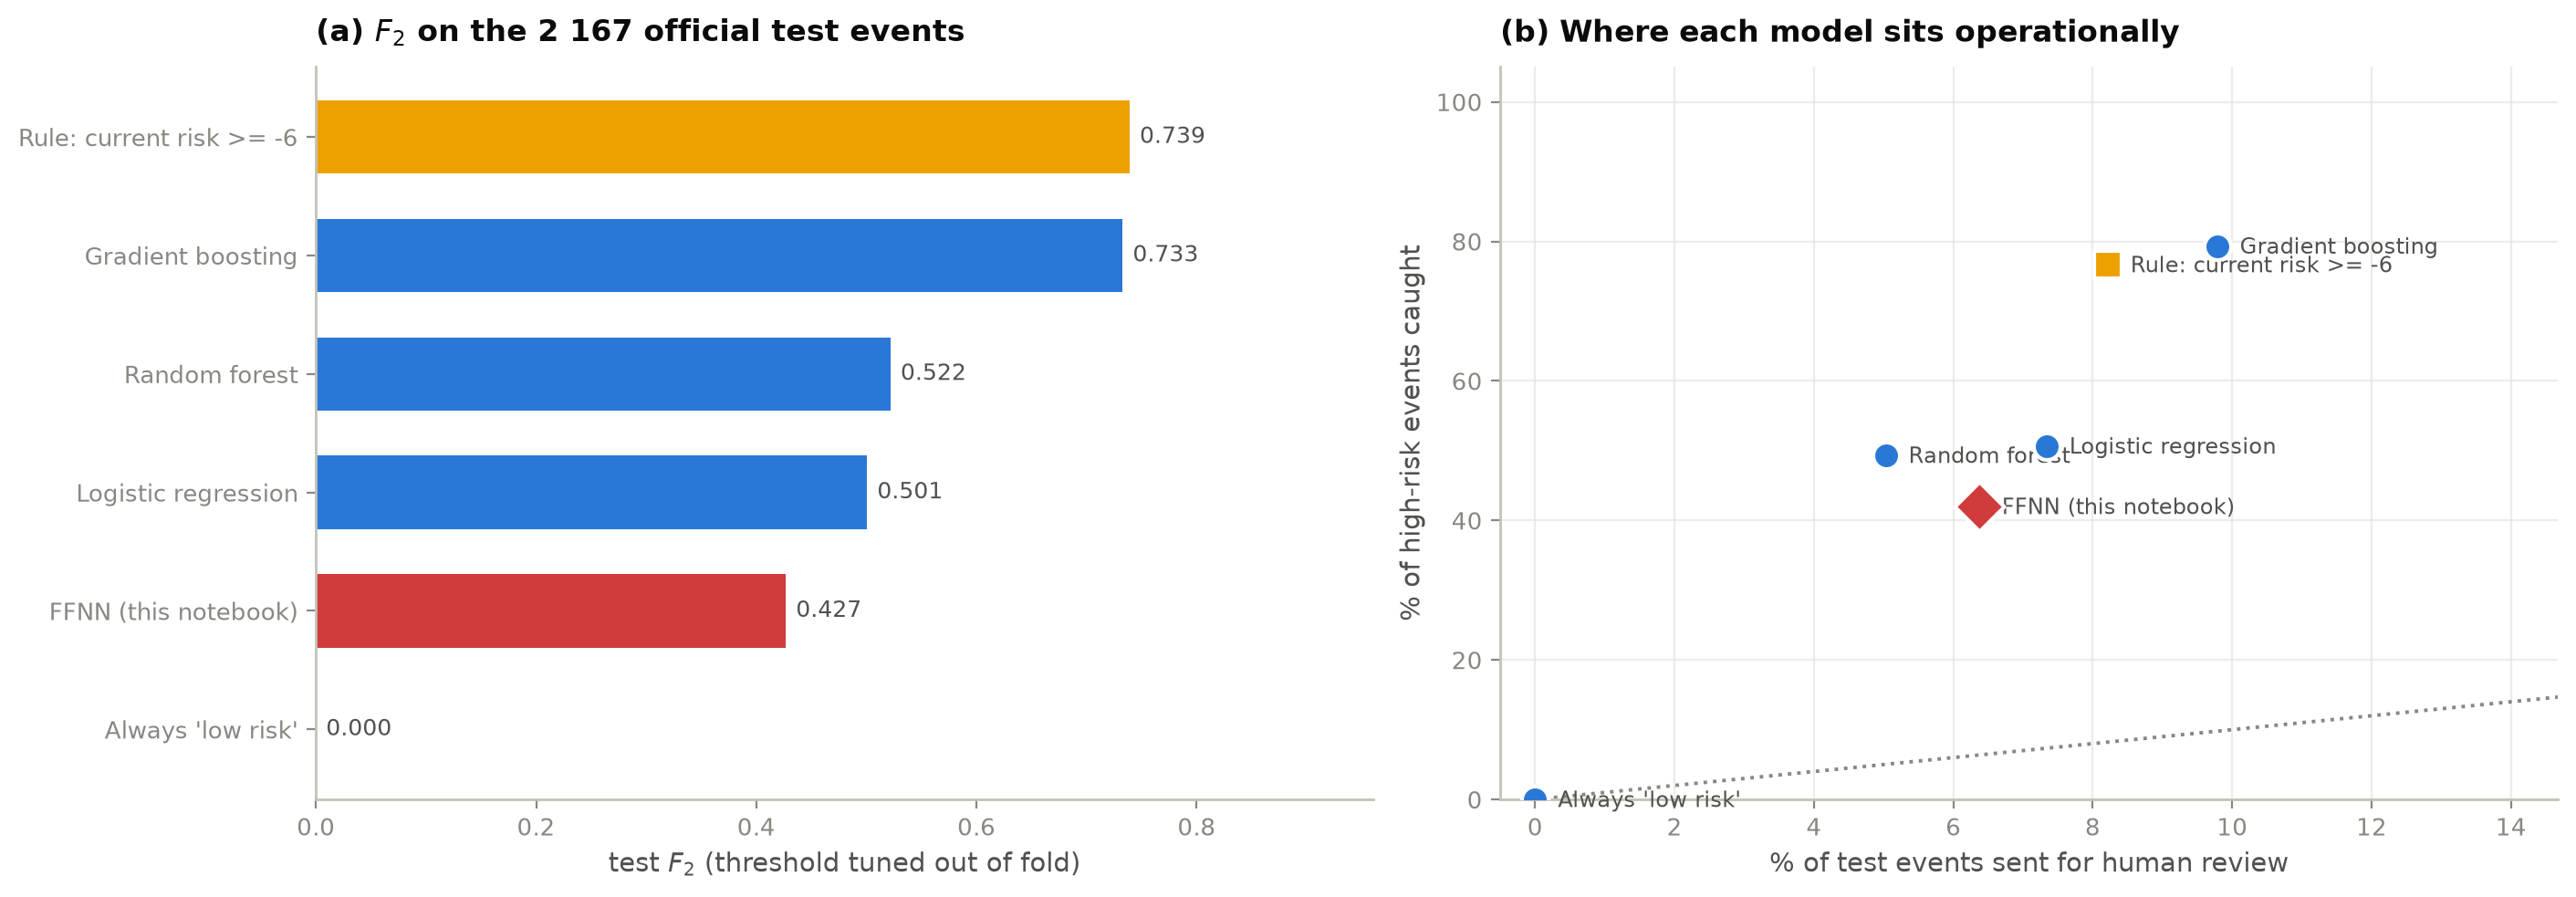 (a) F2 on the 2 167 official test events
Rule: current risk >= -6
0.739
Gradient boosting
0.733
Random forest
0.522
Logistic regression
0.501
FFNN (this notebook)
0.427
Always 'low risk'
0.000
0.0 0.2 0.4 0.6 0.8
test F2 (threshold tuned out of fold)
(b) Where each model sits operationally
% of high-risk events caught
100
80
60
40
20
0
Gradient boosting
Rule: current risk >= -6
Logistic regression
Random forest
FFNN (this notebook)
Always 'low risk'
0 2 4 6 8 10 12 14
% of test events sent for human review